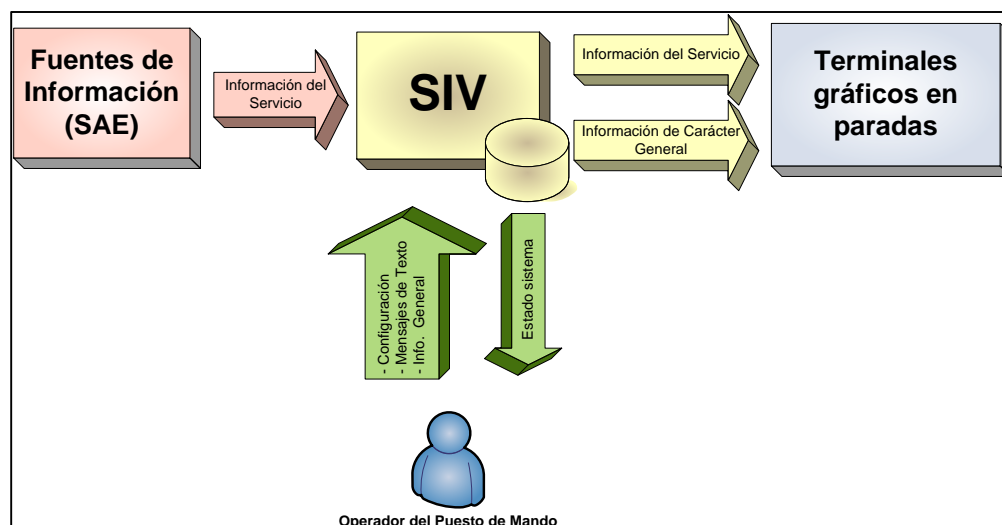 Fuentes de
Información
(SAE)
Información del
Servicio
SIV
Información del Servicio
Información de Carácter
General
Terminales
gráficos en
paradas
- Configuración
- Mensajes de Texto
- Info. General
Estado sistema
Operador del Puesto de Mando